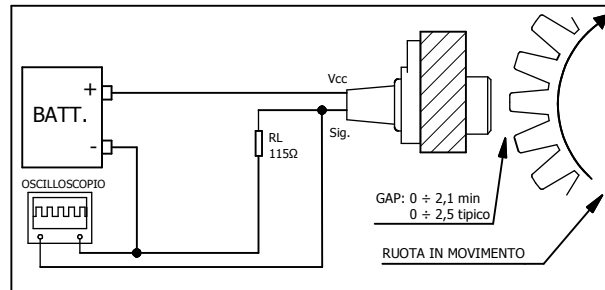 Vcc
+
BATT.
-
Sig.
RL
115Ω
OSCILLOSCOPIO
GAP: 0 ÷ 2,1 min
0 ÷ 2,5 tipico
RUOTA IN MOVIMENTO